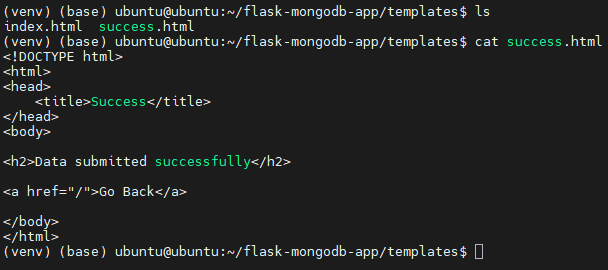 (venv) (base) ubuntu@ubuntu:~/flask-mongodb-app/templates$ ls
index.html  success.html
(venv) (base) ubuntu@ubuntu:~/flask-mongodb-app/templates$ cat success.html
<!DOCTYPE html>
<html>
<head>
    <title>Success</title>
</head>
<body>

<h2>Data submitted successfully</h2>

<a href="/">Go Back</a>

</body>
</html>
(venv) (base) ubuntu@ubuntu:~/flask-mongodb-app/templates$